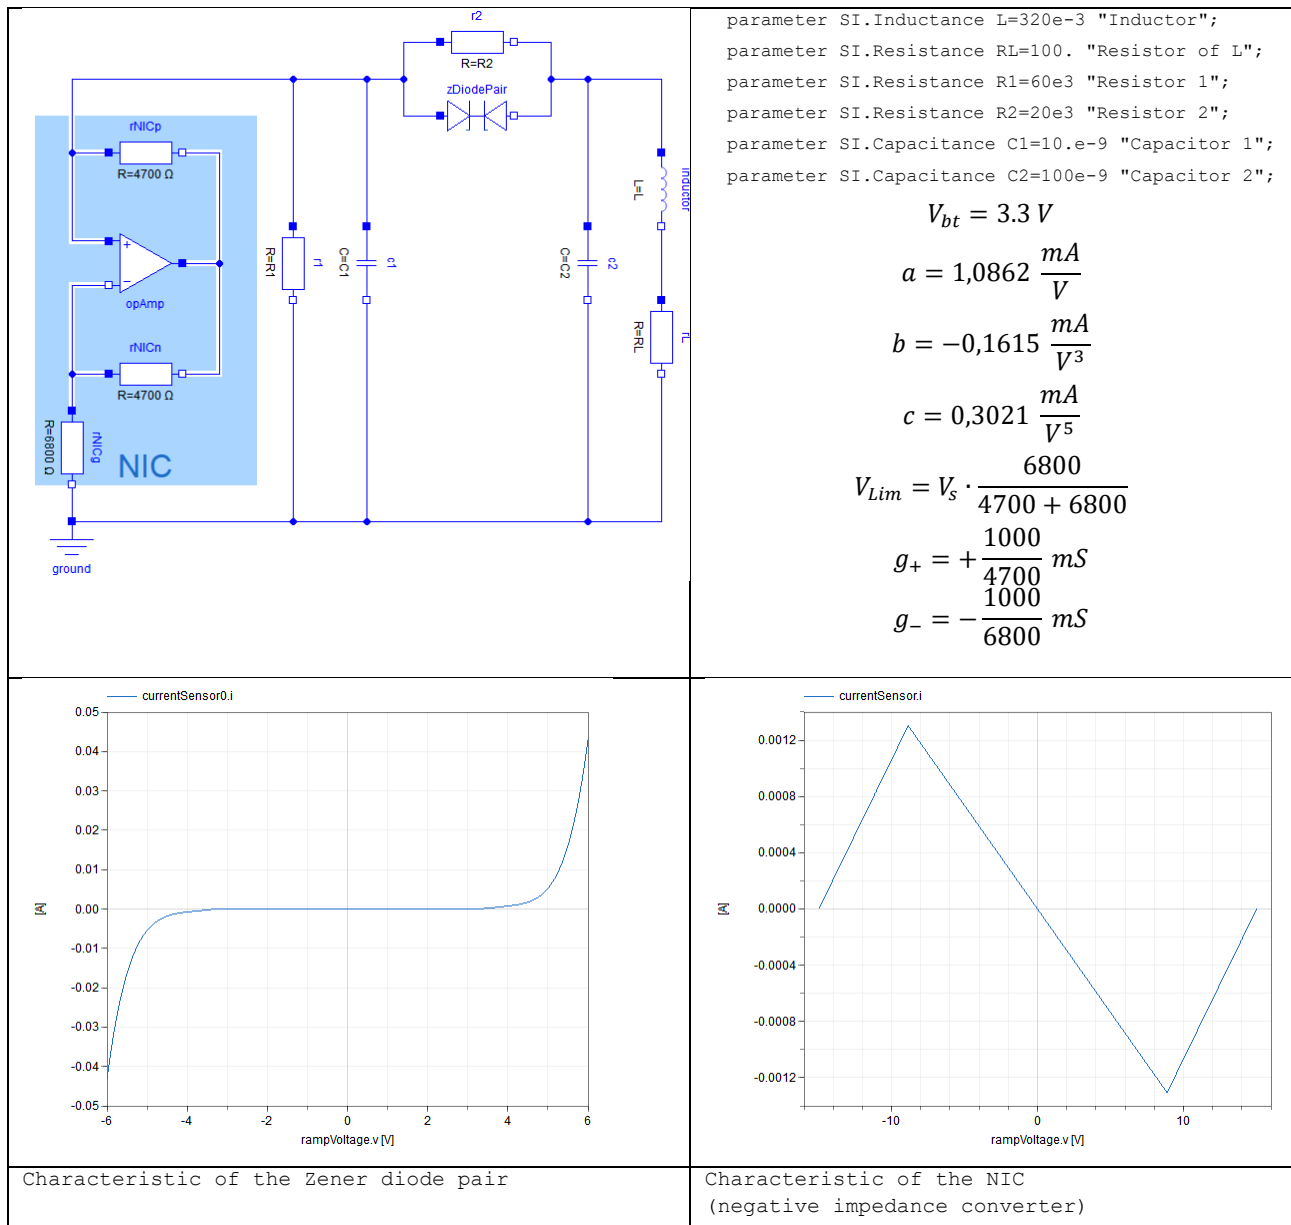 r2
R=R2
zDiodePair
rNICp
R=4700 Ω
+
−
opAmp
rNICn
R=4700 Ω
rNICg
R=6800 Ω
NIC
ground
r1
R=R1
c1
C=C1
c2
C=C2
inductor
L=L
rL
R=RL
parameter SI.Inductance L=320e-3 "Inductor";
parameter SI.Resistance RL=100. "Resistor of L";
parameter SI.Resistance R1=60e3 "Resistor 1";
parameter SI.Resistance R2=20e3 "Resistor 2";
parameter SI.Capacitance C1=10.e-9 "Capacitor 1";
parameter SI.Capacitance C2=100e-9 "Capacitor 2";
V_bt = 3.3 V
a = 1,0862 mA/V
b = −0,1615 mA/V³
c = 0,3021 mA/V⁵
V_Lim = V_s · 6800/(4700 + 6800)
g₊ = + 1000/4700 mS
g₋ = − 1000/6800 mS
currentSensor0.i
0.05
0.04
0.03
0.02
0.01
0.00
-0.01
-0.02
-0.03
-0.04
-0.05
[A]
-6 -4 -2 0 2 4 6
rampVoltage.v [V]
currentSensor.i
0.0012
0.0008
0.0004
0.0000
-0.0004
-0.0008
-0.0012
[A]
-10 0 10
rampVoltage.v [V]
Characteristic of the Zener diode pair
Characteristic of the NIC
(negative impedance converter)